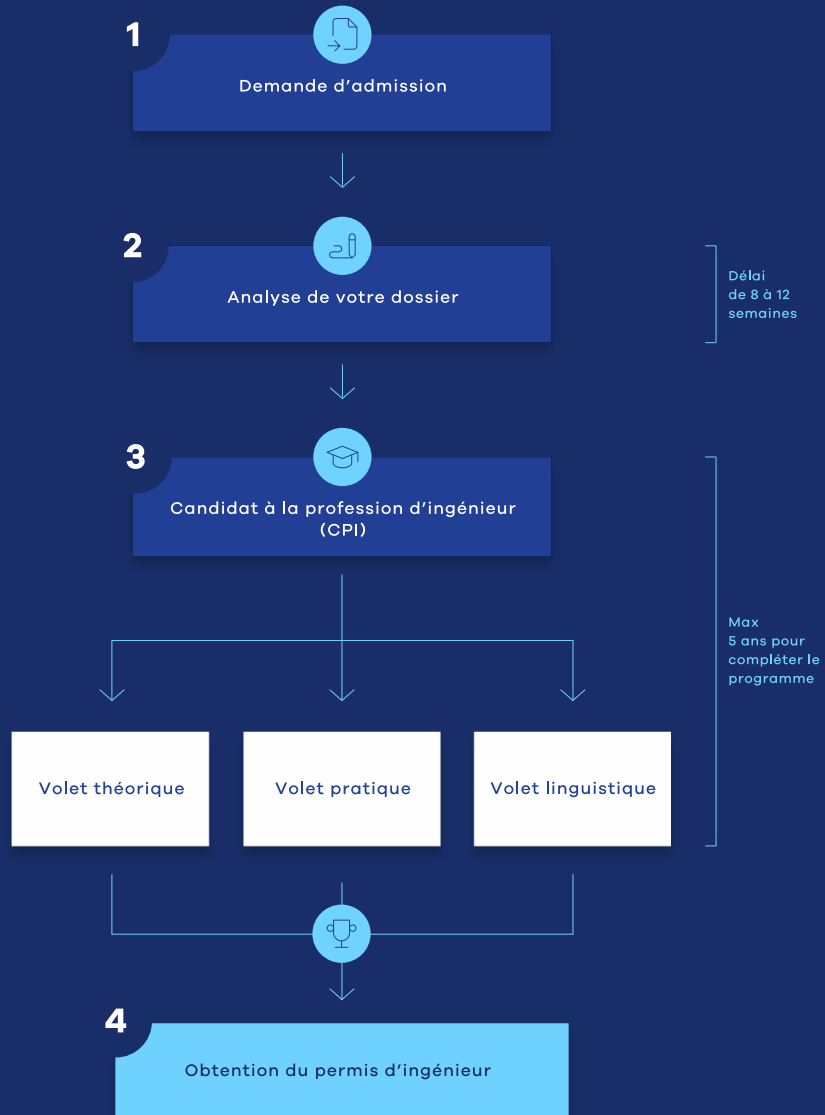 1
Demande d'admission
2
Analyse de votre dossier
Délai
de 8 à 12
semaines
3
Candidat à la profession d'ingénieur
(CPI)
Max
5 ans pour
compléter le
programme
Volet théorique
Volet pratique
Volet linguistique
4
Obtention du permis d'ingénieur